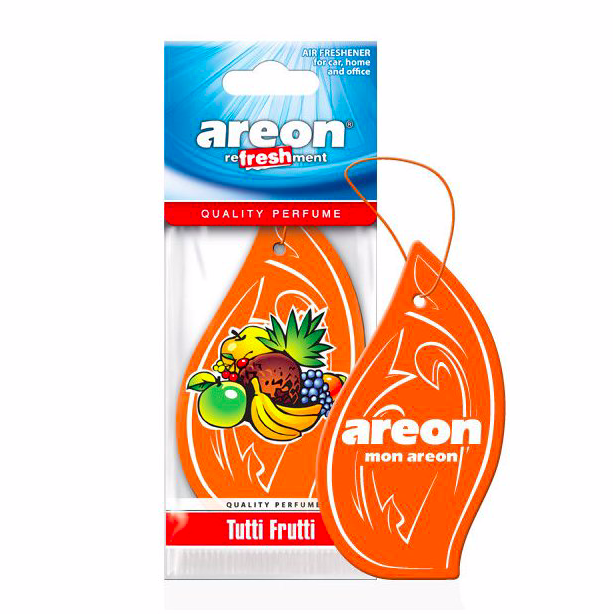 AIR FRESHENER
for car, home
and office
areon®
refreshment
QUALITY PERFUME
QUALITY PERFUME
Tutti Frutti
areon
mon areon